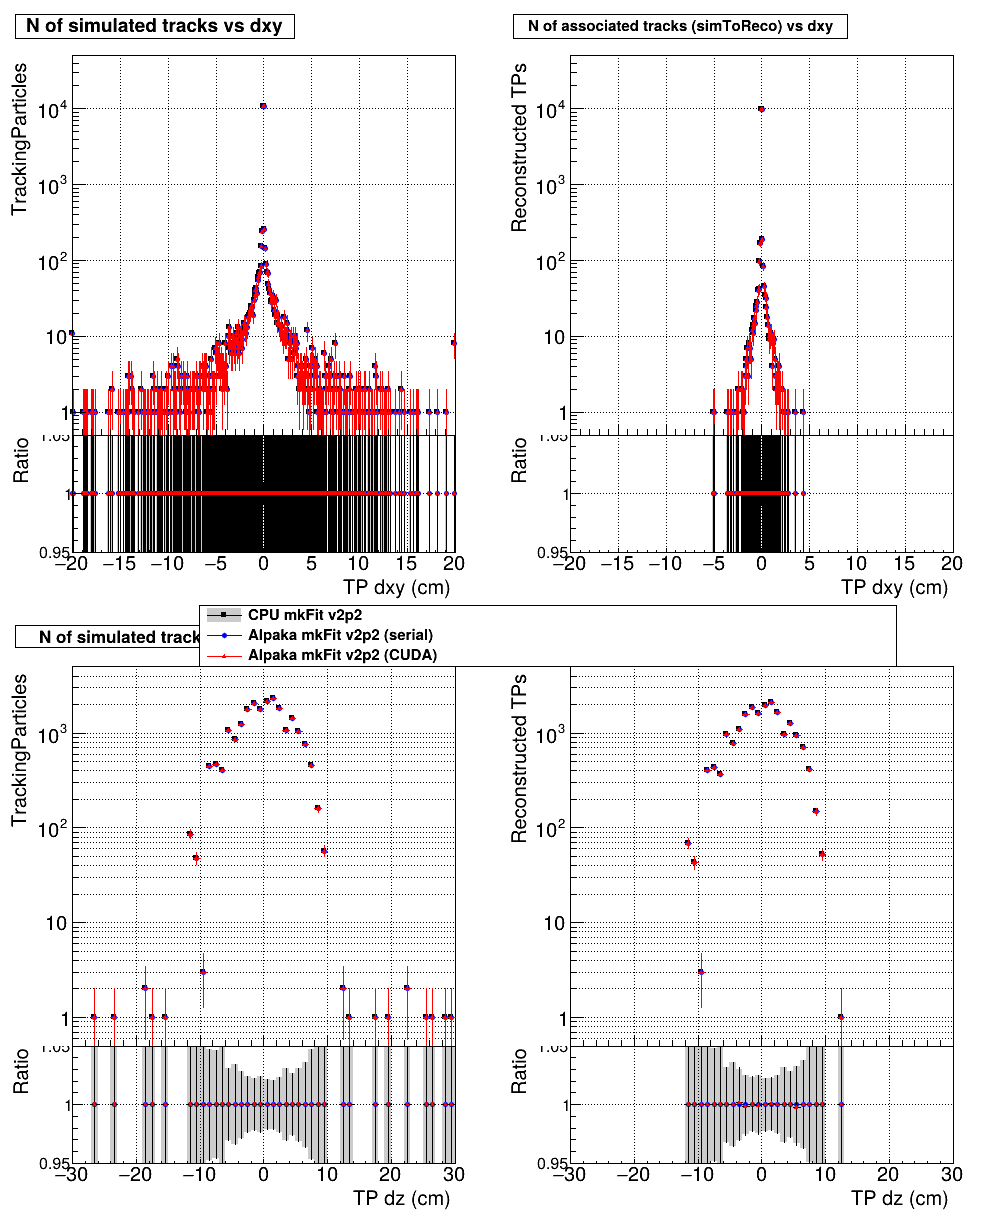 N of simulated tracks vs dxy
N of associated tracks (simToReco) vs dxy
TrackingParticles
10^4
10^3
10^2
10
1
Ratio
1
0.95
−20 −15 −10 −5 0 5 10 15 20
TP dxy (cm)
Reconstructed TPs
10^4
10^3
10^2
10
1
Ratio
1
0.95
−20 −15 −10 −5 0 5 10 15 20
TP dxy (cm)
CPU mkFit v2p2
Alpaka mkFit v2p2 (serial)
Alpaka mkFit v2p2 (CUDA)
N of simulated track
TrackingParticles
10^3
10^2
10
1
Ratio
1
0.95
−30 −20 −10 0 10 20 30
TP dz (cm)
Reconstructed TPs
10^3
10^2
10
1
Ratio
1
0.95
−30 −20 −10 0 10 20 30
TP dz (cm)